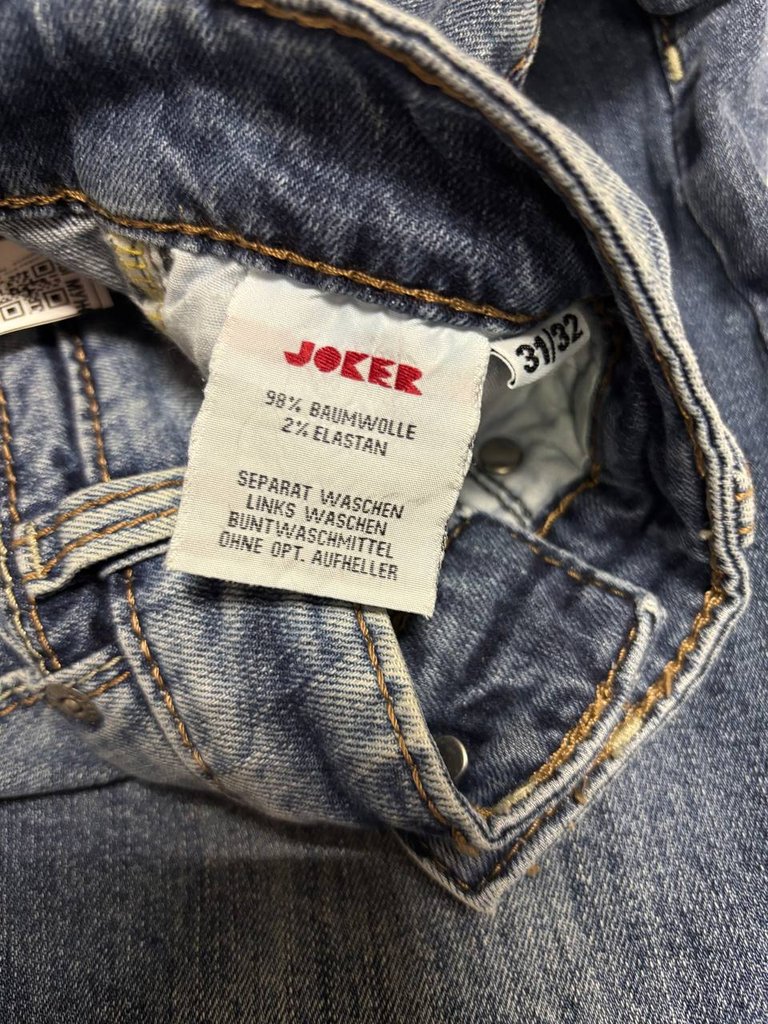 JOKER
31/32
98% BAUMWOLLE
2% ELASTAN
SEPARAT WASCHEN
LINKS WASCHEN
BUNTWASCHMITTEL
OHNE OPT. AUFHELLER